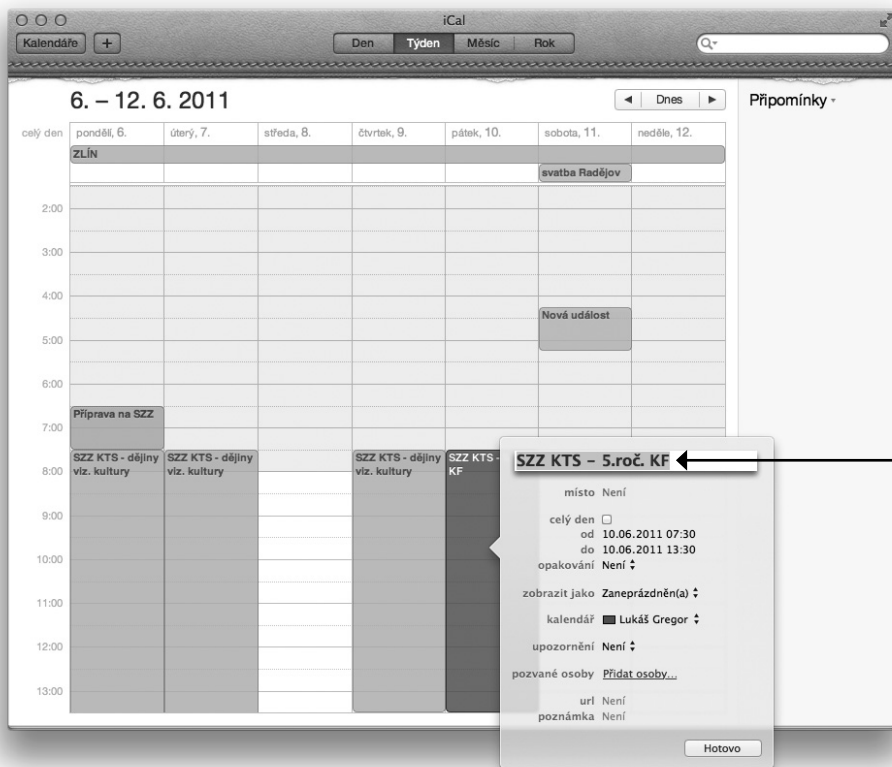 iCal
Kalendáře + Den Týden Měsíc Rok
6. – 12. 6. 2011 Dnes Připomínky
celý den pondělí, 6. úterý, 7. středa, 8. čtvrtek, 9. pátek, 10. sobota, 11. neděle, 12.
ZLÍN
svatba Radějov
2:00
3:00
4:00
Nová událost
5:00
6:00
Příprava na SZZ
7:00
SZZ KTS - dějiny viz. kultury
SZZ KTS - dějiny viz. kultury
SZZ KTS - dějiny viz. kultury
SZZ KTS - KF
8:00
9:00
10:00
11:00
12:00
13:00
SZZ KTS – 5.roč. KF
místo Není
celý den
od 10.06.2011 07:30
do 10.06.2011 13:30
opakování Není
zobrazit jako Zaneprázdněn(a)
kalendář Lukáš Gregor
upozornění Není
pozvané osoby Přidat osoby...
url Není
poznámka Není
Hotovo